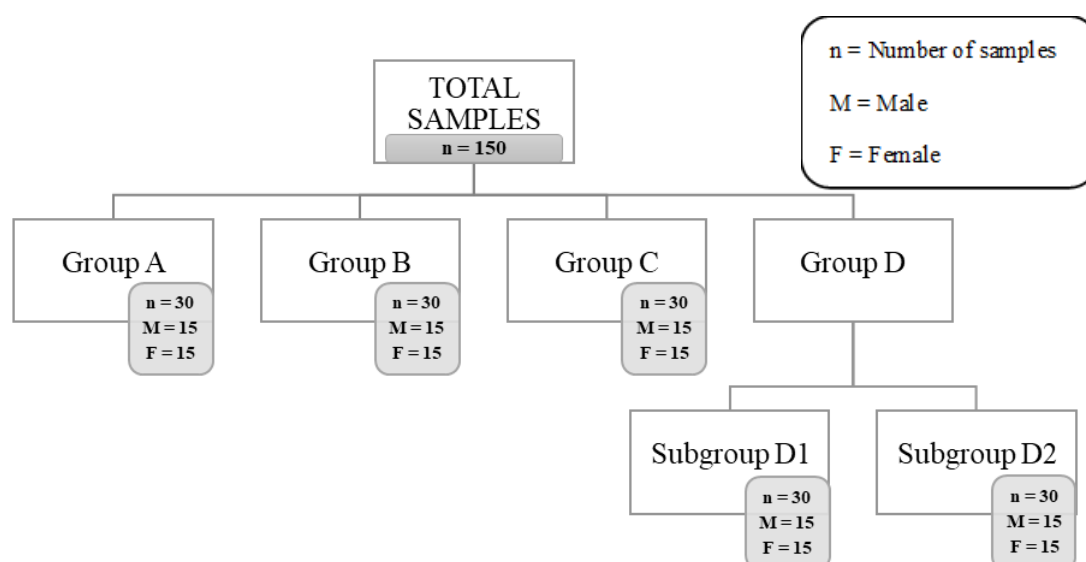 n = Number of samples
M = Male
F = Female
TOTAL
SAMPLES
n = 150
Group A
n = 30
M = 15
F = 15
Group B
n = 30
M = 15
F = 15
Group C
n = 30
M = 15
F = 15
Group D
Subgroup D1
n = 30
M = 15
F = 15
Subgroup D2
n = 30
M = 15
F = 15